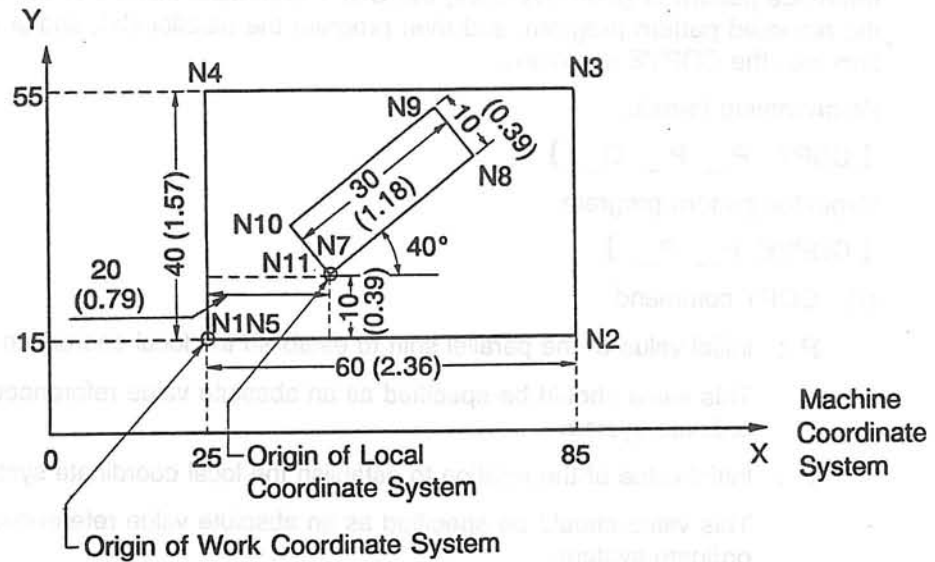 Y
N4
N3
55
N9
10
(0.39)
N8
30
(1.18)
40 (1.57)
N10
N7
40°
N11
20
(0.79)
10
(0.39)
N1N5
N2
15
60 (2.36)
0
25
85
X
Machine
Coordinate
System
Origin of Local
Coordinate System
Origin of Work Coordinate System